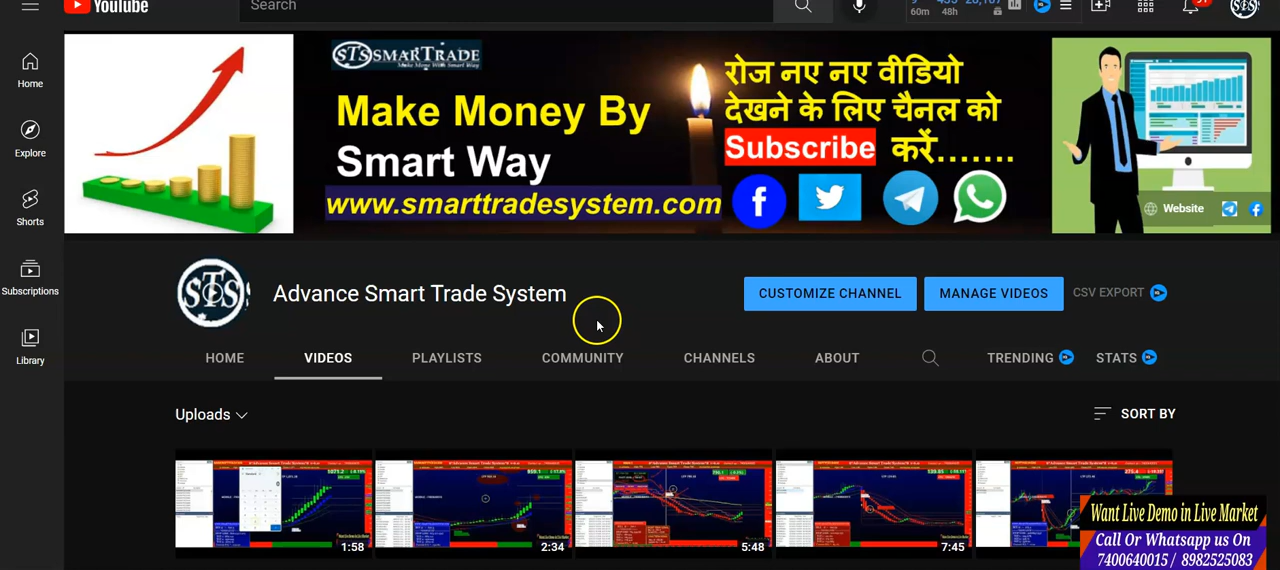 YouTube
Search
60m
48h
Home
Explore
Shorts
Subscriptions
Library
STS SMARTRADE
Make Money By
Smart Way
www.smarttradesystem.com
रोज नए नए वीडियो
देखने के लिए चैनल को
Subscribe करें.......
Website
STS
Advance Smart Trade System
CUSTOMIZE CHANNEL
MANAGE VIDEOS
CSV EXPORT
HOME
VIDEOS
PLAYLISTS
COMMUNITY
CHANNELS
ABOUT
TRENDING
STATS
Uploads
SORT BY
1:58
2:34
5:48
7:45
Want Live Demo in Live Market
Call Or Whatsapp us On
7400640015 / 8982525083